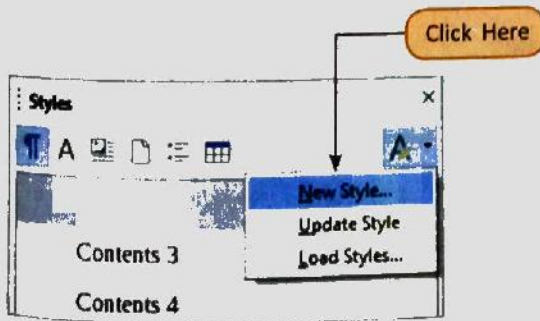 Click Here
Styles
New Style...
Update Style
Load Styles...
Contents 3
Contents 4